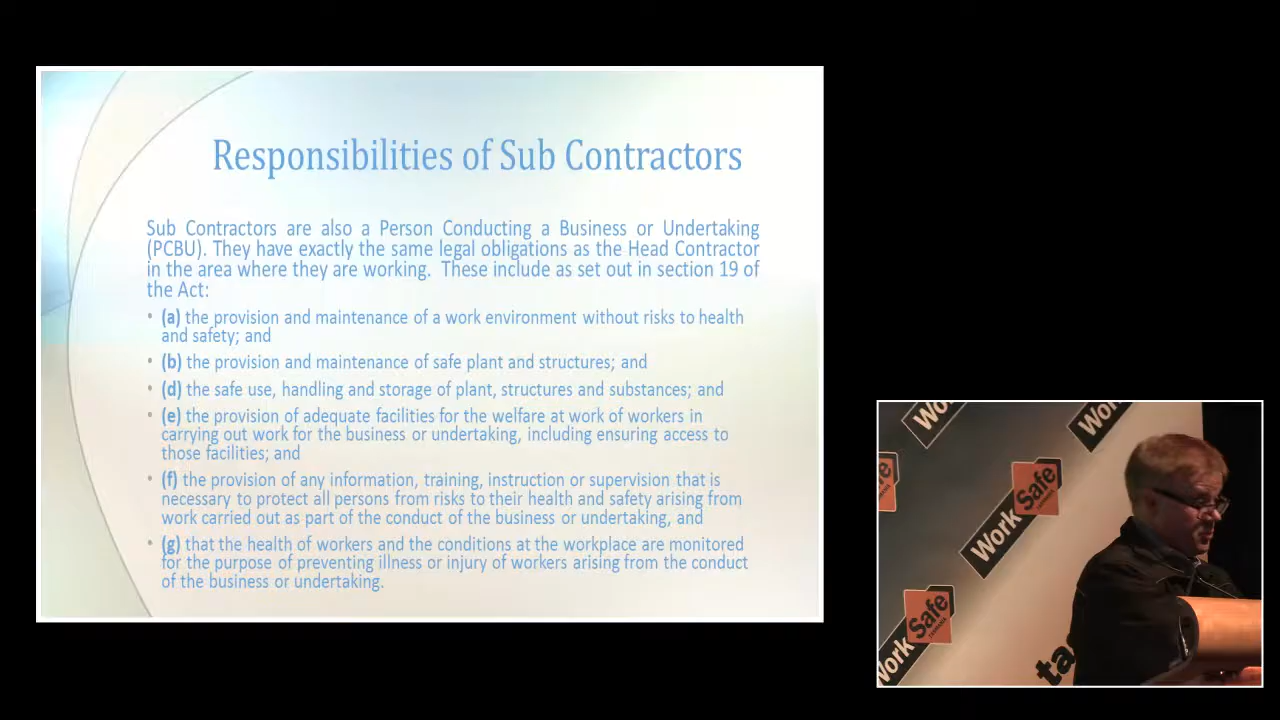 Responsibilities of Sub Contractors
Sub Contractors are also a Person Conducting a Business or Undertaking
(PCBU). They have exactly the same legal obligations as the Head Contractor
in the area where they are working. These include as set out in section 19 of
the Act:
• (a) the provision and maintenance of a work environment without risks to health
and safety; and
• (b) the provision and maintenance of safe plant and structures; and
• (d) the safe use, handling and storage of plant, structures and substances; and
• (e) the provision of adequate facilities for the welfare at work of workers in
carrying out work for the business or undertaking, including ensuring access to
those facilities; and
• (f) the provision of any information, training, instruction or supervision that is
necessary to protect all persons from risks to their health and safety arising from
work carried out as part of the conduct of the business or undertaking, and
• (g) that the health of workers and the conditions at the workplace are monitored
for the purpose of preventing illness or injury of workers arising from the conduct
of the business or undertaking.
Wor
Wor
Safe
Work
Safe
Work
ta